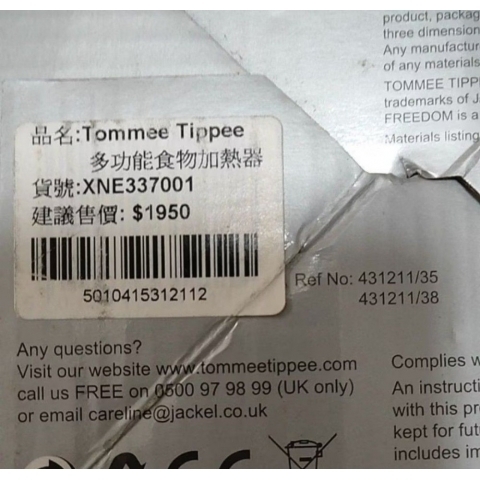 product, packag
three dimension
Any manufactur
of any materials
TOMMEE TIPP
trademarks of J
FREEDOM is a
Materials listing
品名:Tommee Tippee
多功能食物加熱器
貨號:XNE337001
建議售價: $1950
5010415312112
Ref No: 431211/35
431211/38
Any questions?
Visit our website www.tommeetippee.com
call us FREE on 0500 97 98 99 (UK only)
or email careline@jackel.co.uk
Complies w
An instructi
with this pr
kept for fut
includes im